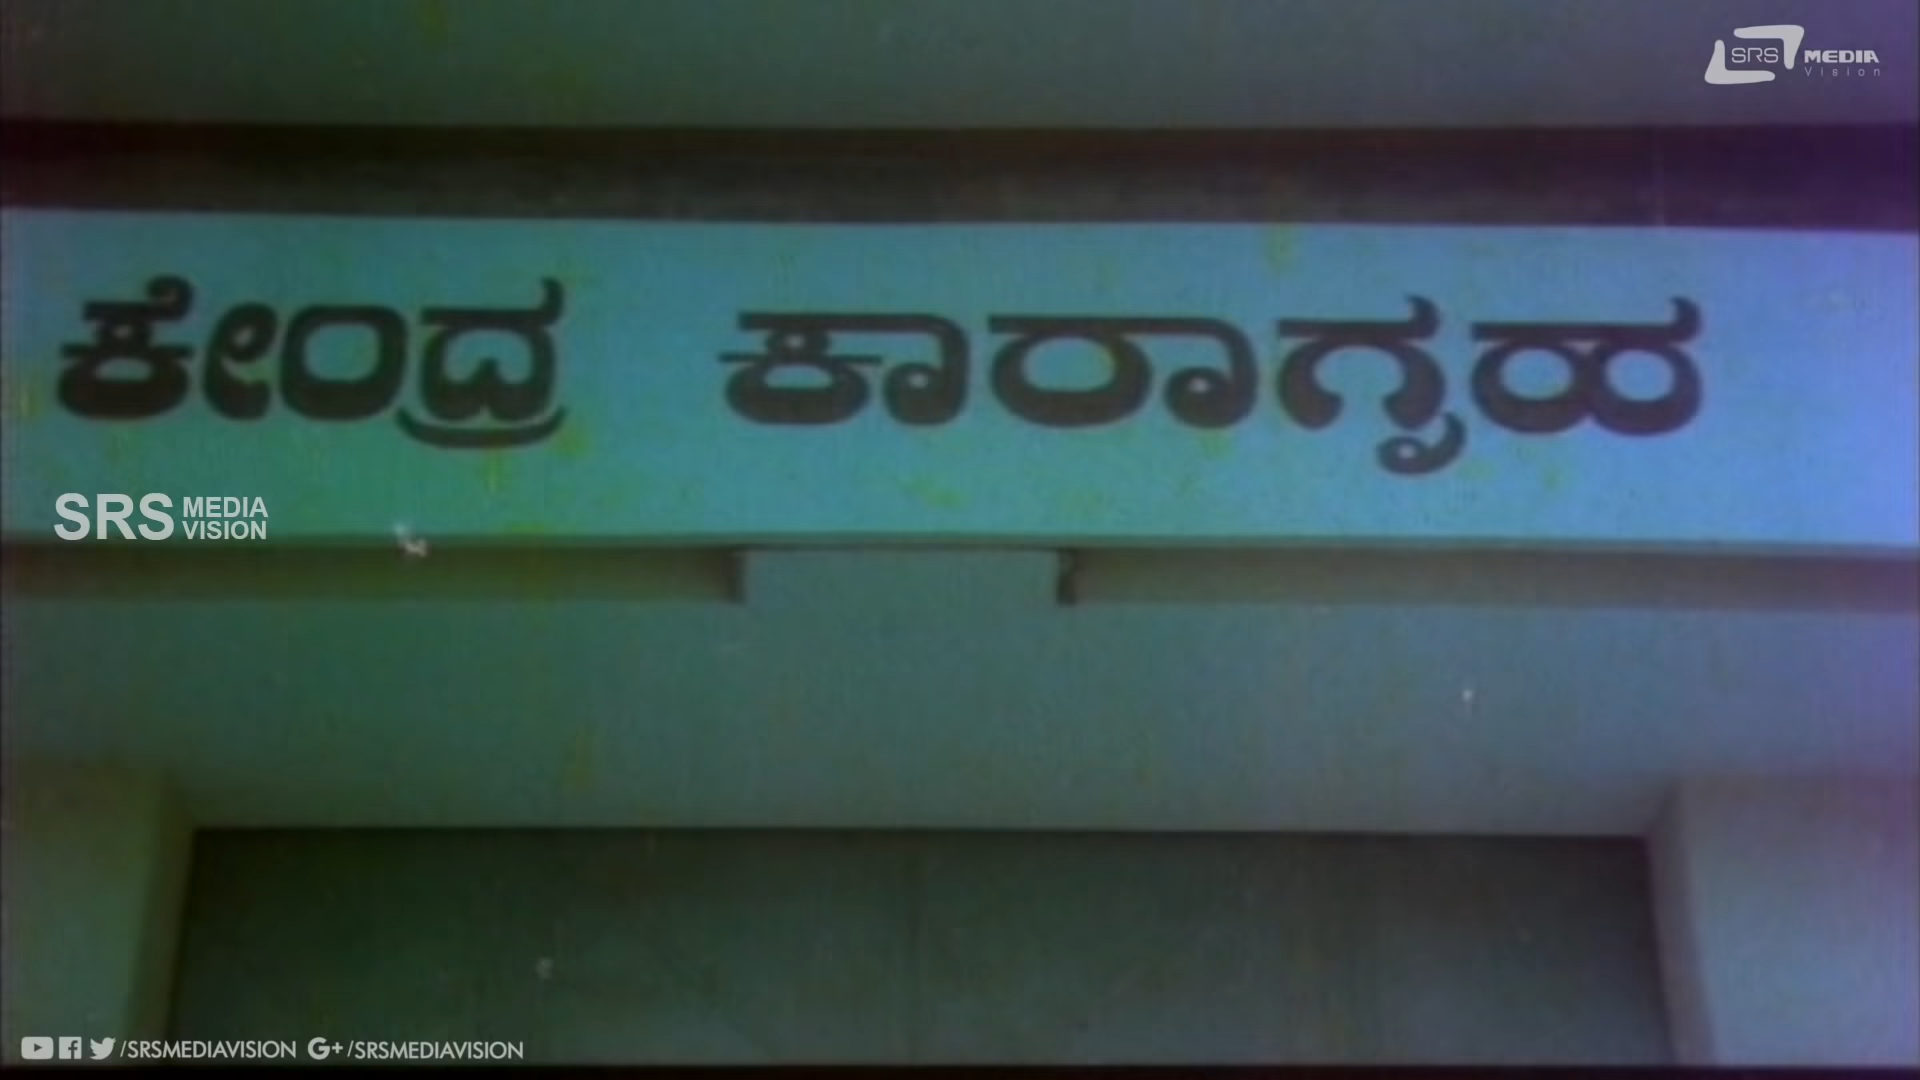 SRS MEDIA
Vision
ಕೇಂದ್ರ ಕಾರಾಗೃಹ
SRS MEDIA
VISION
/SRSMEDIAVISION G+/SRSMEDIAVISION